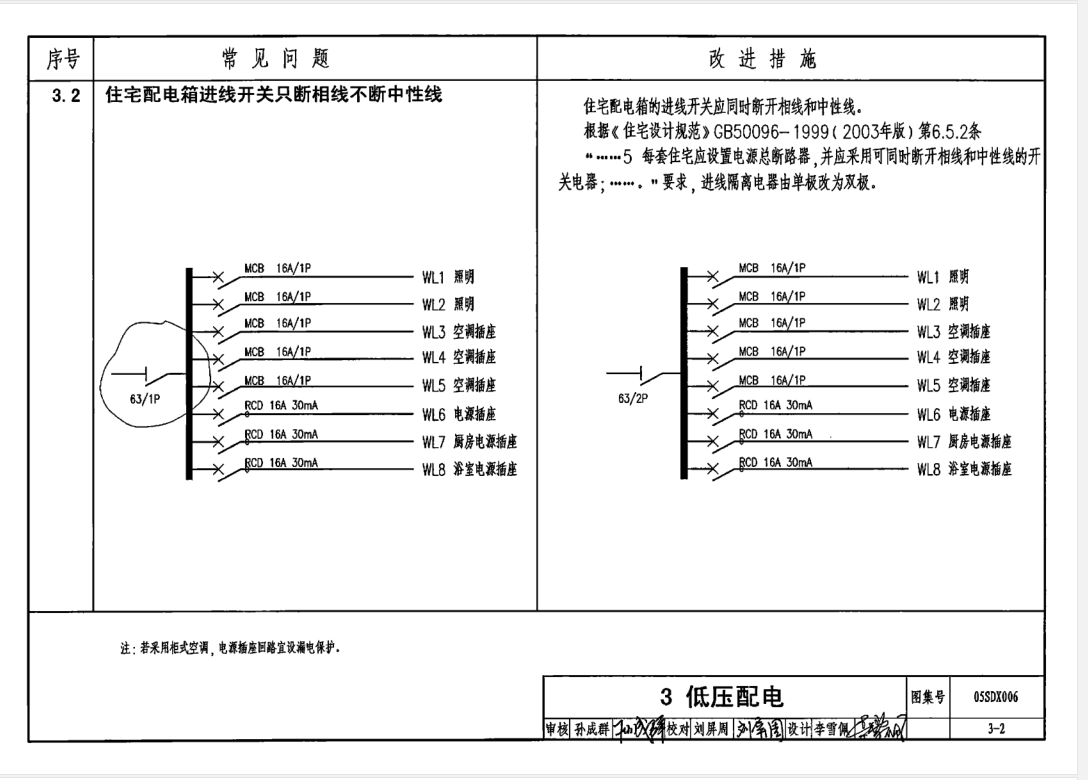 序号
常见问题
改进措施
3.2
住宅配电箱进线开关只断相线不断中性线
住宅配电箱的进线开关应同时断开相线和中性线。
根据《住宅设计规范》GB50096-1999(2003年版)第6.5.2条
"……5 每套住宅应设置电源总断路器,并应采用可同时断开相线和中性线的开
关电器;……。"要求,进线隔离电器由单极改为双极。
63/1P
MCB 16A/1P WL1 照明
MCB 16A/1P WL2 照明
MCB 16A/1P WL3 空调插座
MCB 16A/1P WL4 空调插座
MCB 16A/1P WL5 空调插座
RCD 16A 30mA WL6 电源插座
RCD 16A 30mA WL7 厨房电源插座
RCD 16A 30mA WL8 浴室电源插座
63/2P
MCB 16A/1P WL1 照明
MCB 16A/1P WL2 照明
MCB 16A/1P WL3 空调插座
MCB 16A/1P WL4 空调插座
MCB 16A/1P WL5 空调插座
RCD 16A 30mA WL6 电源插座
RCD 16A 30mA WL7 厨房电源插座
RCD 16A 30mA WL8 浴室电源插座
注:若采用柜式空调,电源插座回路宜设漏电保护。
3 低压配电
图集号
05SDX006
审核 孙成群 校对 刘屏周 设计 李雪佩
3-2